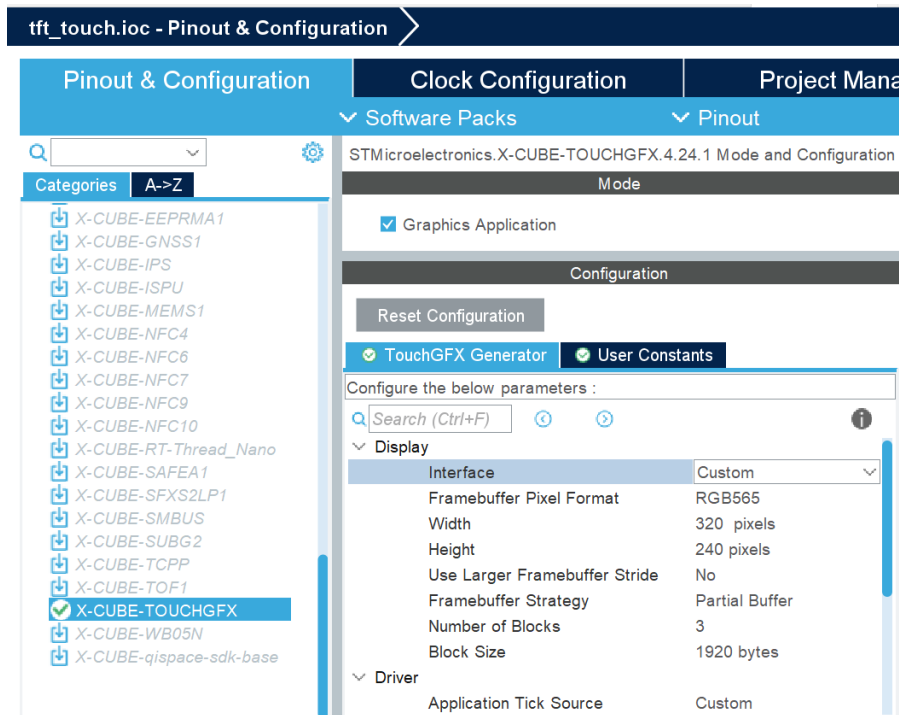 tft_touch.ioc - Pinout & Configuration
Pinout & Configuration
Clock Configuration
Project Mana
Software Packs
Pinout
STMicroelectronics.X-CUBE-TOUCHGFX.4.24.1 Mode and Configuration
Categories
A->Z
Mode
X-CUBE-EEPRMA1
X-CUBE-GNSS1
X-CUBE-IPS
X-CUBE-ISPU
X-CUBE-MEMS1
X-CUBE-NFC4
X-CUBE-NFC6
X-CUBE-NFC7
X-CUBE-NFC9
X-CUBE-NFC10
X-CUBE-RT-Thread_Nano
X-CUBE-SAFEA1
X-CUBE-SFXS2LP1
X-CUBE-SMBUS
X-CUBE-SUBG2
X-CUBE-TCPP
X-CUBE-TOF1
X-CUBE-TOUCHGFX
X-CUBE-WB05N
X-CUBE-qispace-sdk-base
Graphics Application
Configuration
Reset Configuration
TouchGFX Generator
User Constants
Configure the below parameters :
Search (Ctrl+F)
Display
Interface Custom
Framebuffer Pixel Format RGB565
Width 320 pixels
Height 240 pixels
Use Larger Framebuffer Stride No
Framebuffer Strategy Partial Buffer
Number of Blocks 3
Block Size 1920 bytes
Driver
Application Tick Source Custom